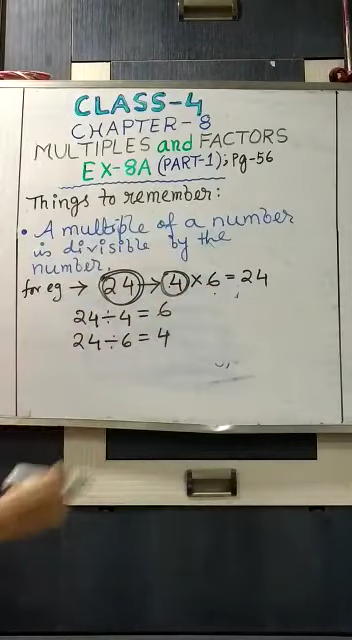 CLASS-4
CHAPTER-8
MULTIPLES and FACTORS
EX-8A (PART-1); Pg-56
Things to remember:
• A multiple of a number
is divisible by the
number.
for eg → 24 → 4 × 6 = 24
24 ÷ 4 = 6
24 ÷ 6 = 4